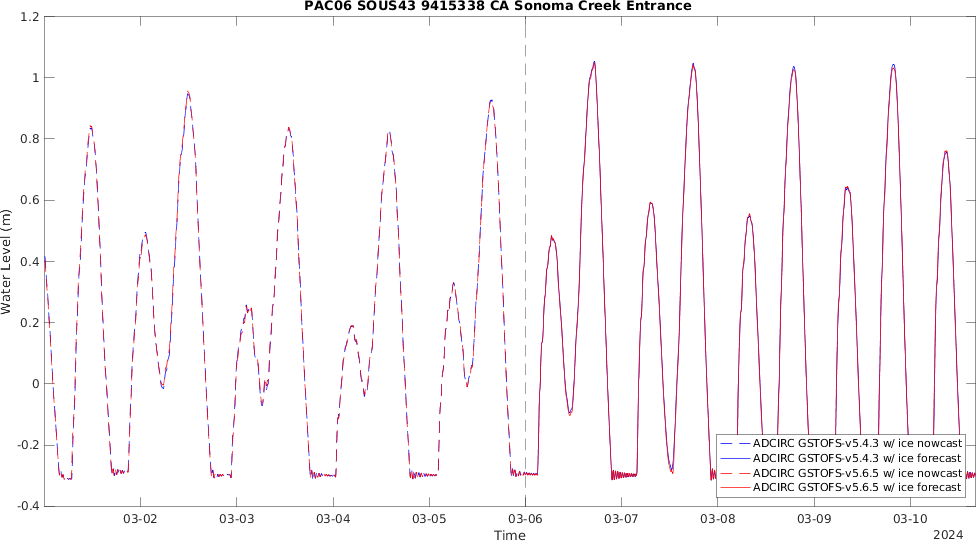 PAC06 SOUS43 9415338 CA Sonoma Creek Entrance
1.2
1
0.8
0.6
0.4
0.2
0
-0.2
-0.4
Water Level (m)
ADCIRC GSTOFS-v5.4.3 w/ ice nowcast
ADCIRC GSTOFS-v5.4.3 w/ ice forecast
ADCIRC GSTOFS-v5.6.5 w/ ice nowcast
ADCIRC GSTOFS-v5.6.5 w/ ice forecast
03-02 03-03 03-04 03-05 03-06 03-07 03-08 03-09 03-10
Time
2024